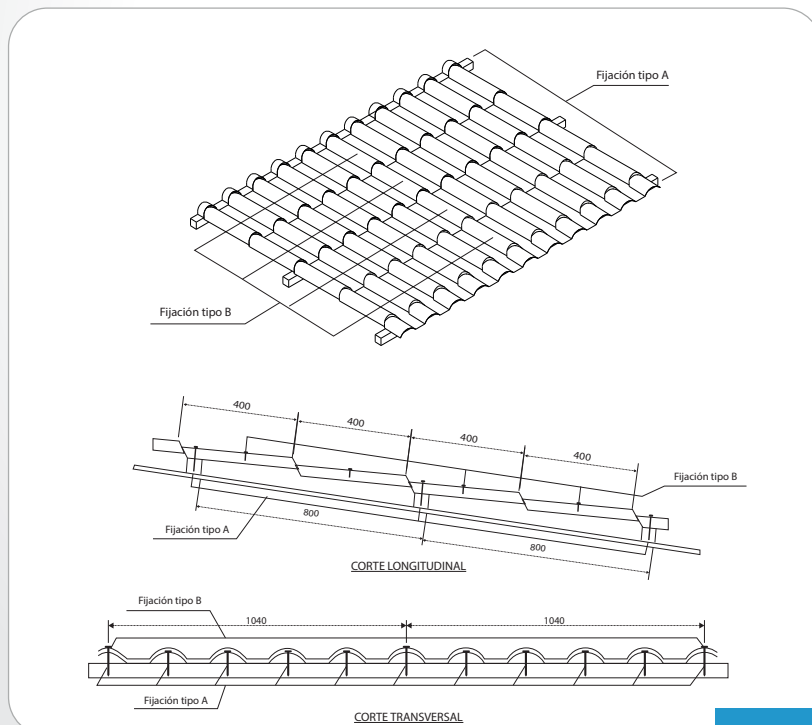 Fijación tipo A
Fijación tipo B
400
400
400
400
Fijación tipo B
Fijación tipo A
800
800
CORTE LONGITUDINAL
Fijación tipo B
1040
1040
Fijación tipo A
CORTE TRANSVERSAL